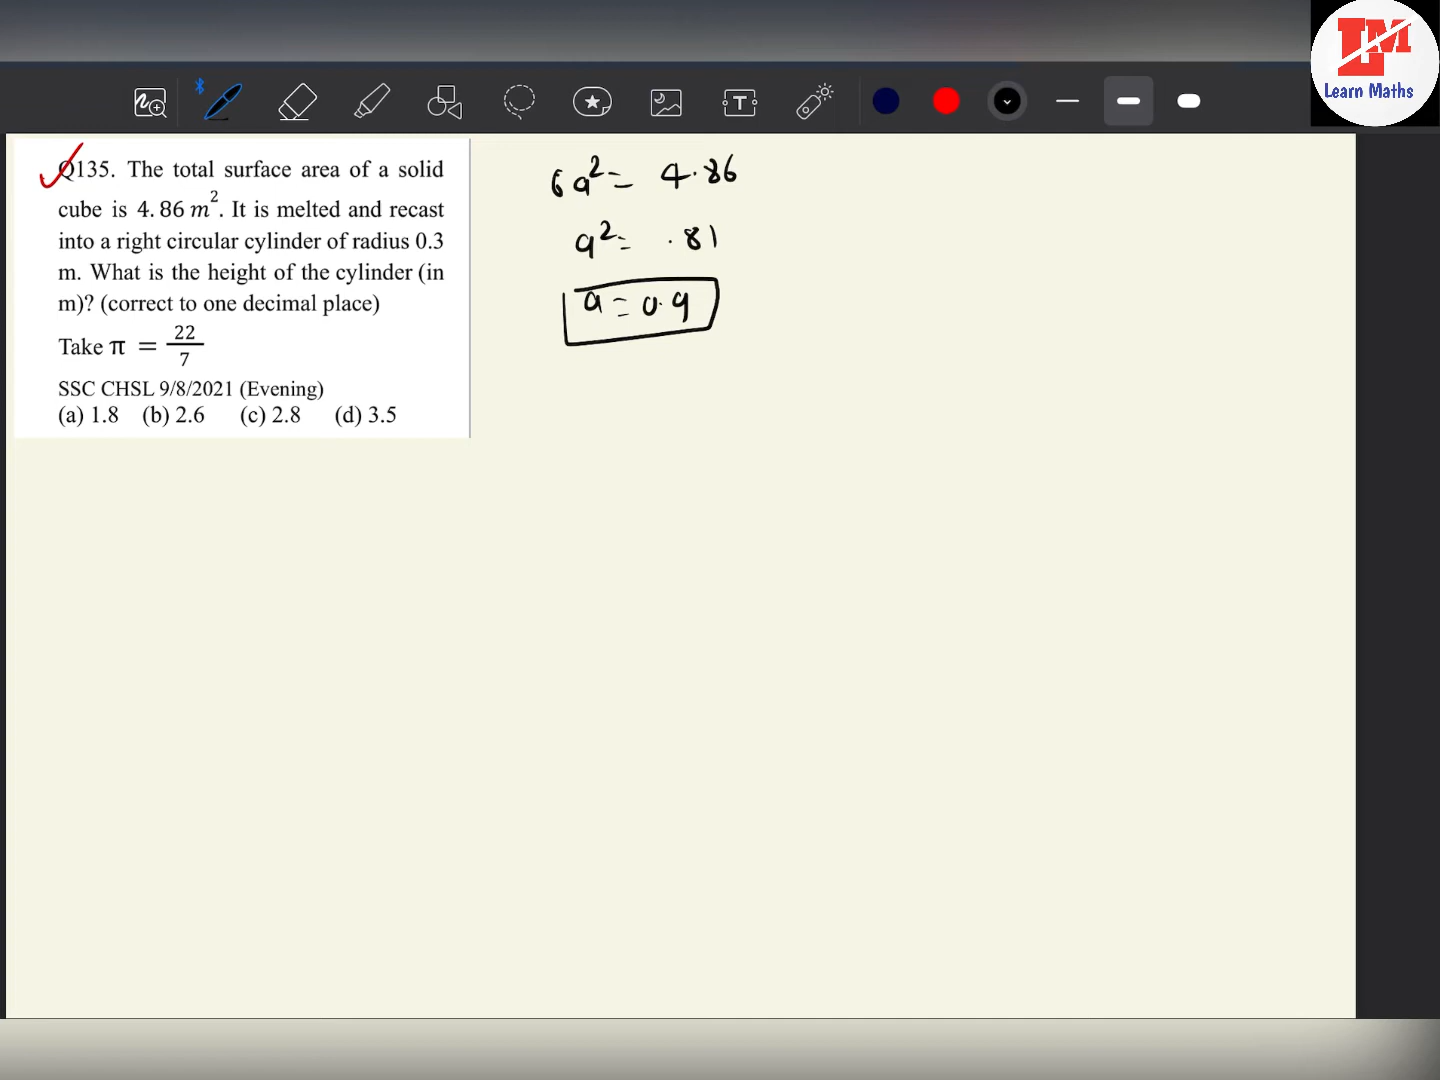 LM
Learn Maths
T
Q135. The total surface area of a solid
cube is 4.86 m². It is melted and recast
into a right circular cylinder of radius 0.3
m. What is the height of the cylinder (in
m)? (correct to one decimal place)
Take π = 22/7
SSC CHSL 9/8/2021 (Evening)
(a) 1.8 (b) 2.6 (c) 2.8 (d) 3.5
6a² = 4.86
a² = .81
a = 0.9